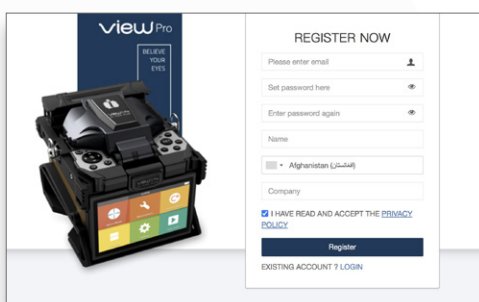 view Pro
BELIEVE
YOUR
EYES
REGISTER NOW
Please enter email
Set password here
Enter password again
Name
Afghanistan (افغانستان)
Company
I HAVE READ AND ACCEPT THE PRIVACY
POLICY
Register
EXISTING ACCOUNT ? LOGIN